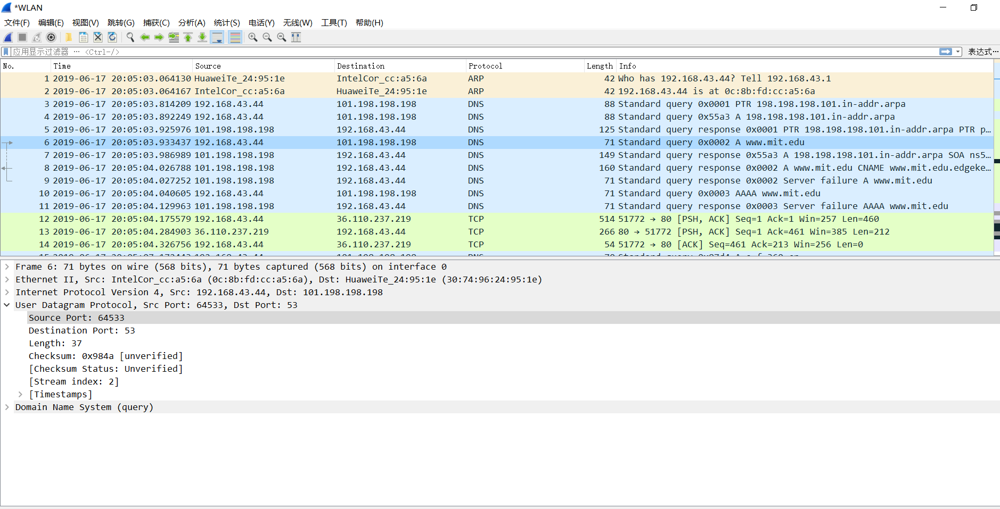 *WLAN
文件(F) 编辑(E) 视图(V) 跳转(G) 捕获(C) 分析(A) 统计(S) 电话(Y) 无线(W) 工具(T) 帮助(H)
应用显示过滤器 … <Ctrl-/> 表达式…
No. Time Source Destination Protocol Length Info
1 2019-06-17 20:05:03.064130 HuaweiTe_24:95:1e IntelCor_cc:a5:6a ARP 42 Who has 192.168.43.44? Tell 192.168.43.1
2 2019-06-17 20:05:03.064167 IntelCor_cc:a5:6a HuaweiTe_24:95:1e ARP 42 192.168.43.44 is at 0c:8b:fd:cc:a5:6a
3 2019-06-17 20:05:03.814209 192.168.43.44 101.198.198.198 DNS 88 Standard query 0x0001 PTR 198.198.198.101.in-addr.arpa
4 2019-06-17 20:05:03.892249 192.168.43.44 101.198.198.198 DNS 88 Standard query 0x55a3 A 198.198.198.101.in-addr.arpa
5 2019-06-17 20:05:03.925976 101.198.198.198 192.168.43.44 DNS 125 Standard query response 0x0001 PTR 198.198.198.101.in-addr.arpa PTR p…
6 2019-06-17 20:05:03.933437 192.168.43.44 101.198.198.198 DNS 71 Standard query 0x0002 A www.mit.edu
7 2019-06-17 20:05:03.986989 101.198.198.198 192.168.43.44 DNS 149 Standard query response 0x55a3 A 198.198.198.101.in-addr.arpa SOA ns5…
8 2019-06-17 20:05:04.026788 101.198.198.198 192.168.43.44 DNS 160 Standard query response 0x0002 A www.mit.edu CNAME www.mit.edu.edgeke…
9 2019-06-17 20:05:04.027252 101.198.198.198 192.168.43.44 DNS 71 Standard query response 0x0002 Server failure A www.mit.edu
10 2019-06-17 20:05:04.040605 192.168.43.44 101.198.198.198 DNS 71 Standard query 0x0003 AAAA www.mit.edu
11 2019-06-17 20:05:04.129963 101.198.198.198 192.168.43.44 DNS 71 Standard query response 0x0003 Server failure AAAA www.mit.edu
12 2019-06-17 20:05:04.175579 192.168.43.44 36.110.237.219 TCP 514 51772 → 80 [PSH, ACK] Seq=1 Ack=1 Win=257 Len=460
13 2019-06-17 20:05:04.284903 36.110.237.219 192.168.43.44 TCP 266 80 → 51772 [PSH, ACK] Seq=1 Ack=461 Win=385 Len=212
14 2019-06-17 20:05:04.326756 192.168.43.44 36.110.237.219 TCP 54 51772 → 80 [ACK] Seq=461 Ack=213 Win=256 Len=0
Frame 6: 71 bytes on wire (568 bits), 71 bytes captured (568 bits) on interface 0
Ethernet II, Src: IntelCor_cc:a5:6a (0c:8b:fd:cc:a5:6a), Dst: HuaweiTe_24:95:1e (30:74:96:24:95:1e)
Internet Protocol Version 4, Src: 192.168.43.44, Dst: 101.198.198.198
User Datagram Protocol, Src Port: 64533, Dst Port: 53
Source Port: 64533
Destination Port: 53
Length: 37
Checksum: 0x984a [unverified]
[Checksum Status: Unverified]
[Stream index: 2]
[Timestamps]
Domain Name System (query)